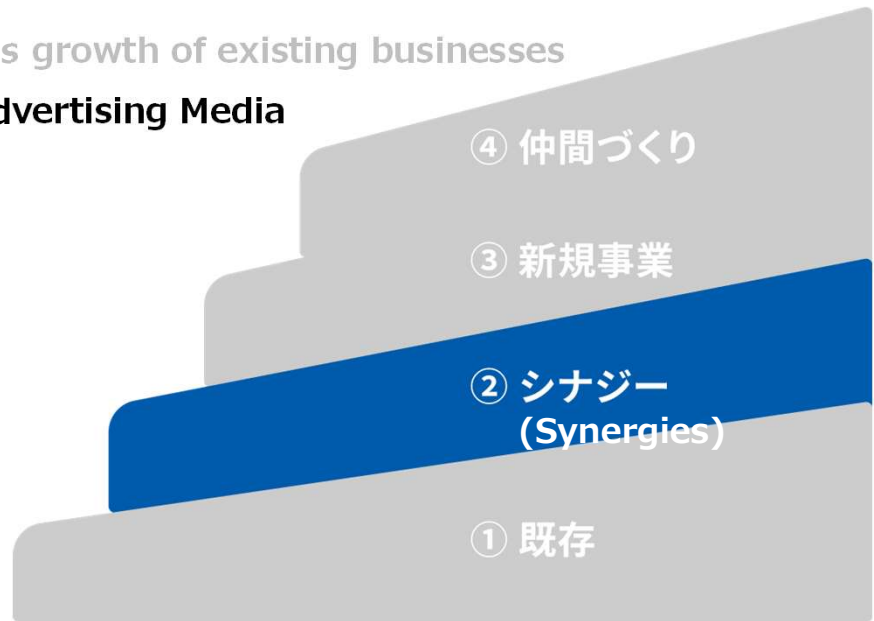 s growth of existing businesses
dvertising Media
④ 仲間づくり
③ 新規事業
② シナジー
(Synergies)
① 既存